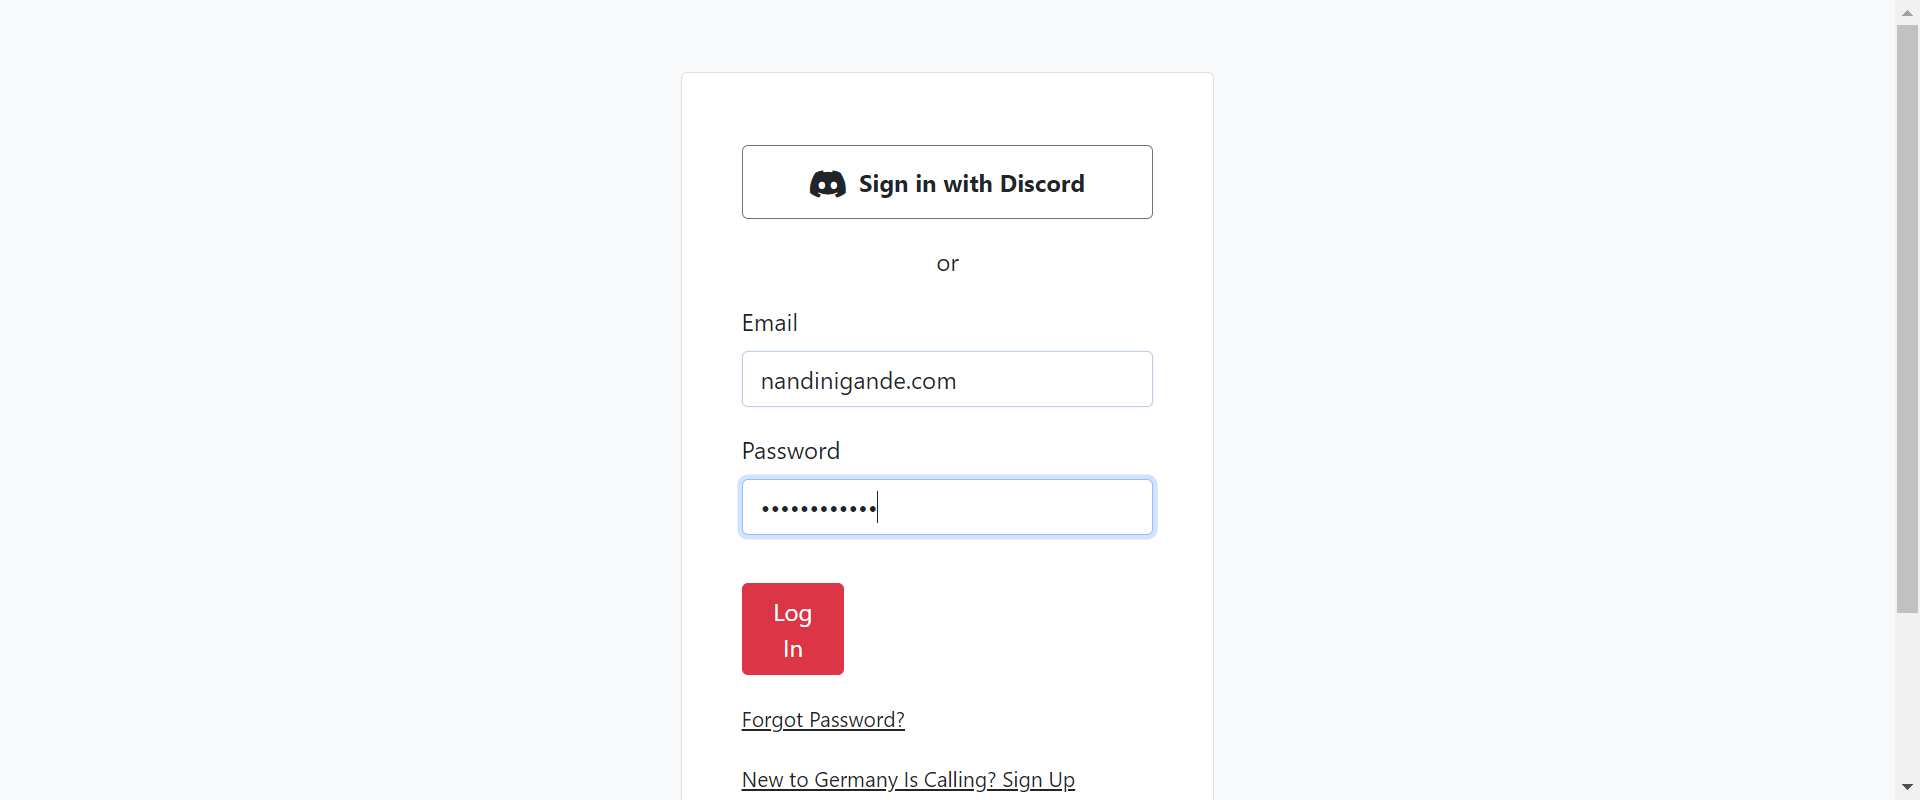 Sign in with Discord
or
Email
nandinigande.com
Password
••••••••••••
Log
In
Forgot Password?
New to Germany Is Calling? Sign Up